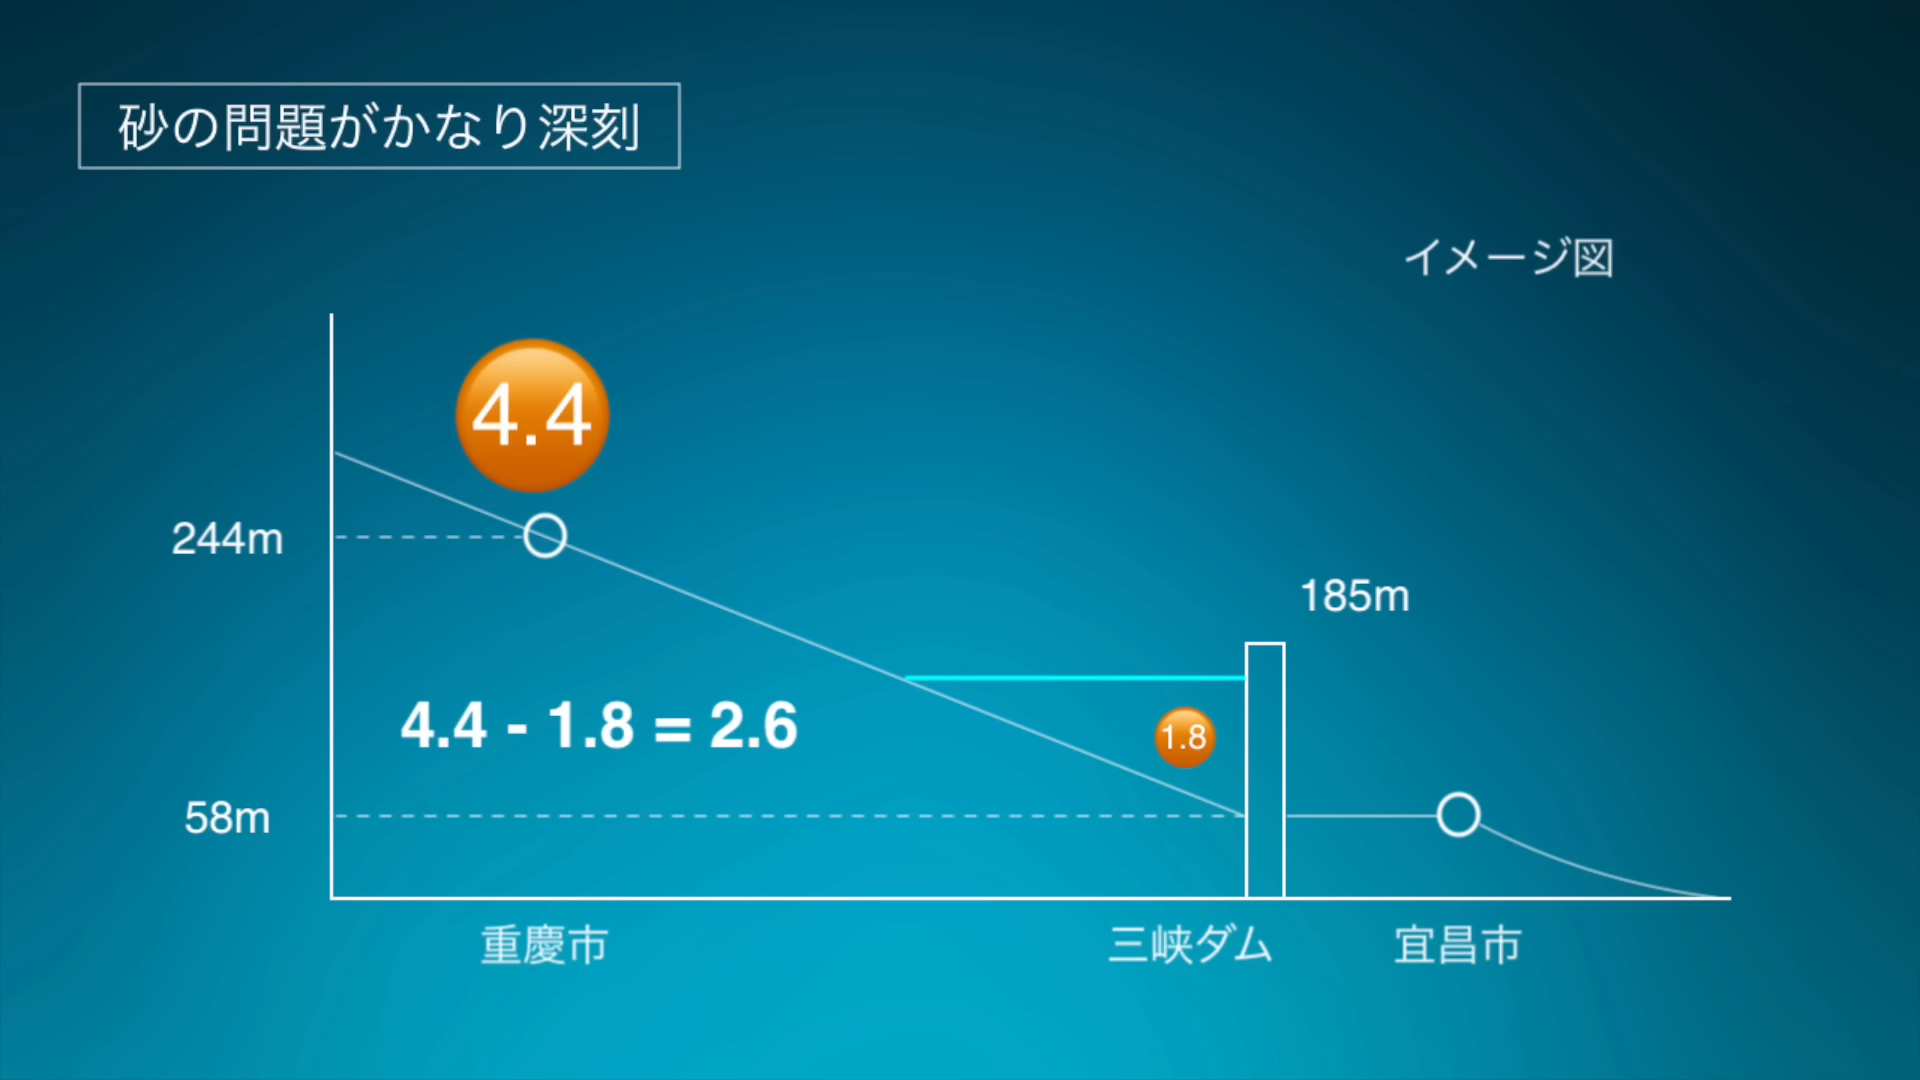 砂の問題がかなり深刻
イメージ図
4.4
244m
185m
4.4 - 1.8 = 2.6
1.8
58m
重慶市
三峡ダム
宜昌市